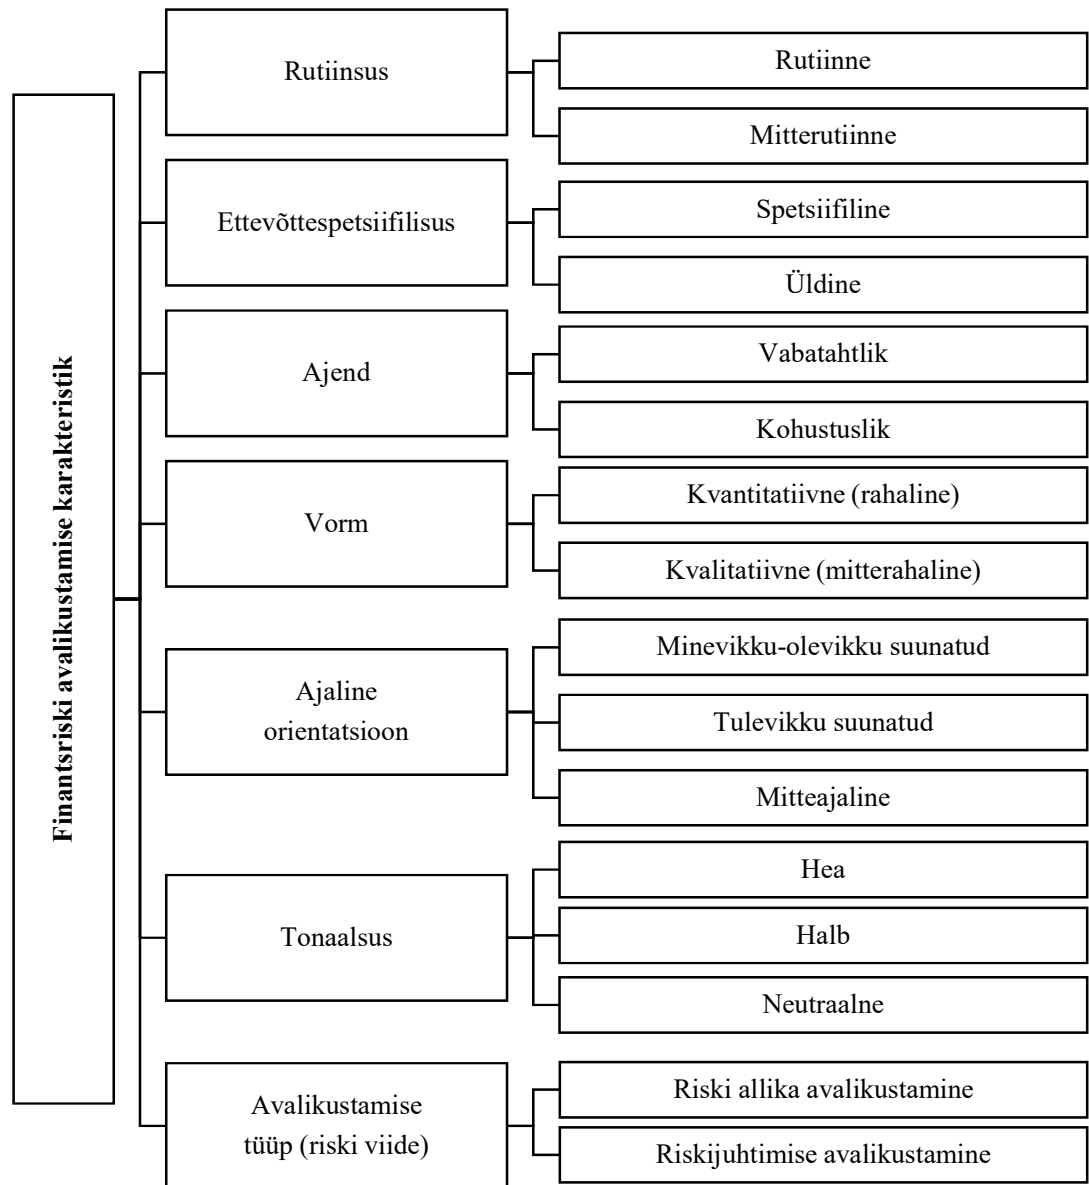 Finantsriski avalikustamise karakteristik
Rutiinsus
Rutiinne
Mitterutiinne
Ettevõttespetsiifilisus
Spetsiifiline
Üldine
Ajend
Vabatahtlik
Kohustuslik
Vorm
Kvantitatiivne (rahaline)
Kvalitatiivne (mitterahaline)
Ajaline
orientatsioon
Minevikku-olevikku suunatud
Tulevikku suunatud
Mitteajaline
Tonaalsus
Hea
Halb
Neutraalne
Avalikustamise
tüüp (riski viide)
Riski allika avalikustamine
Riskijuhtimise avalikustamine